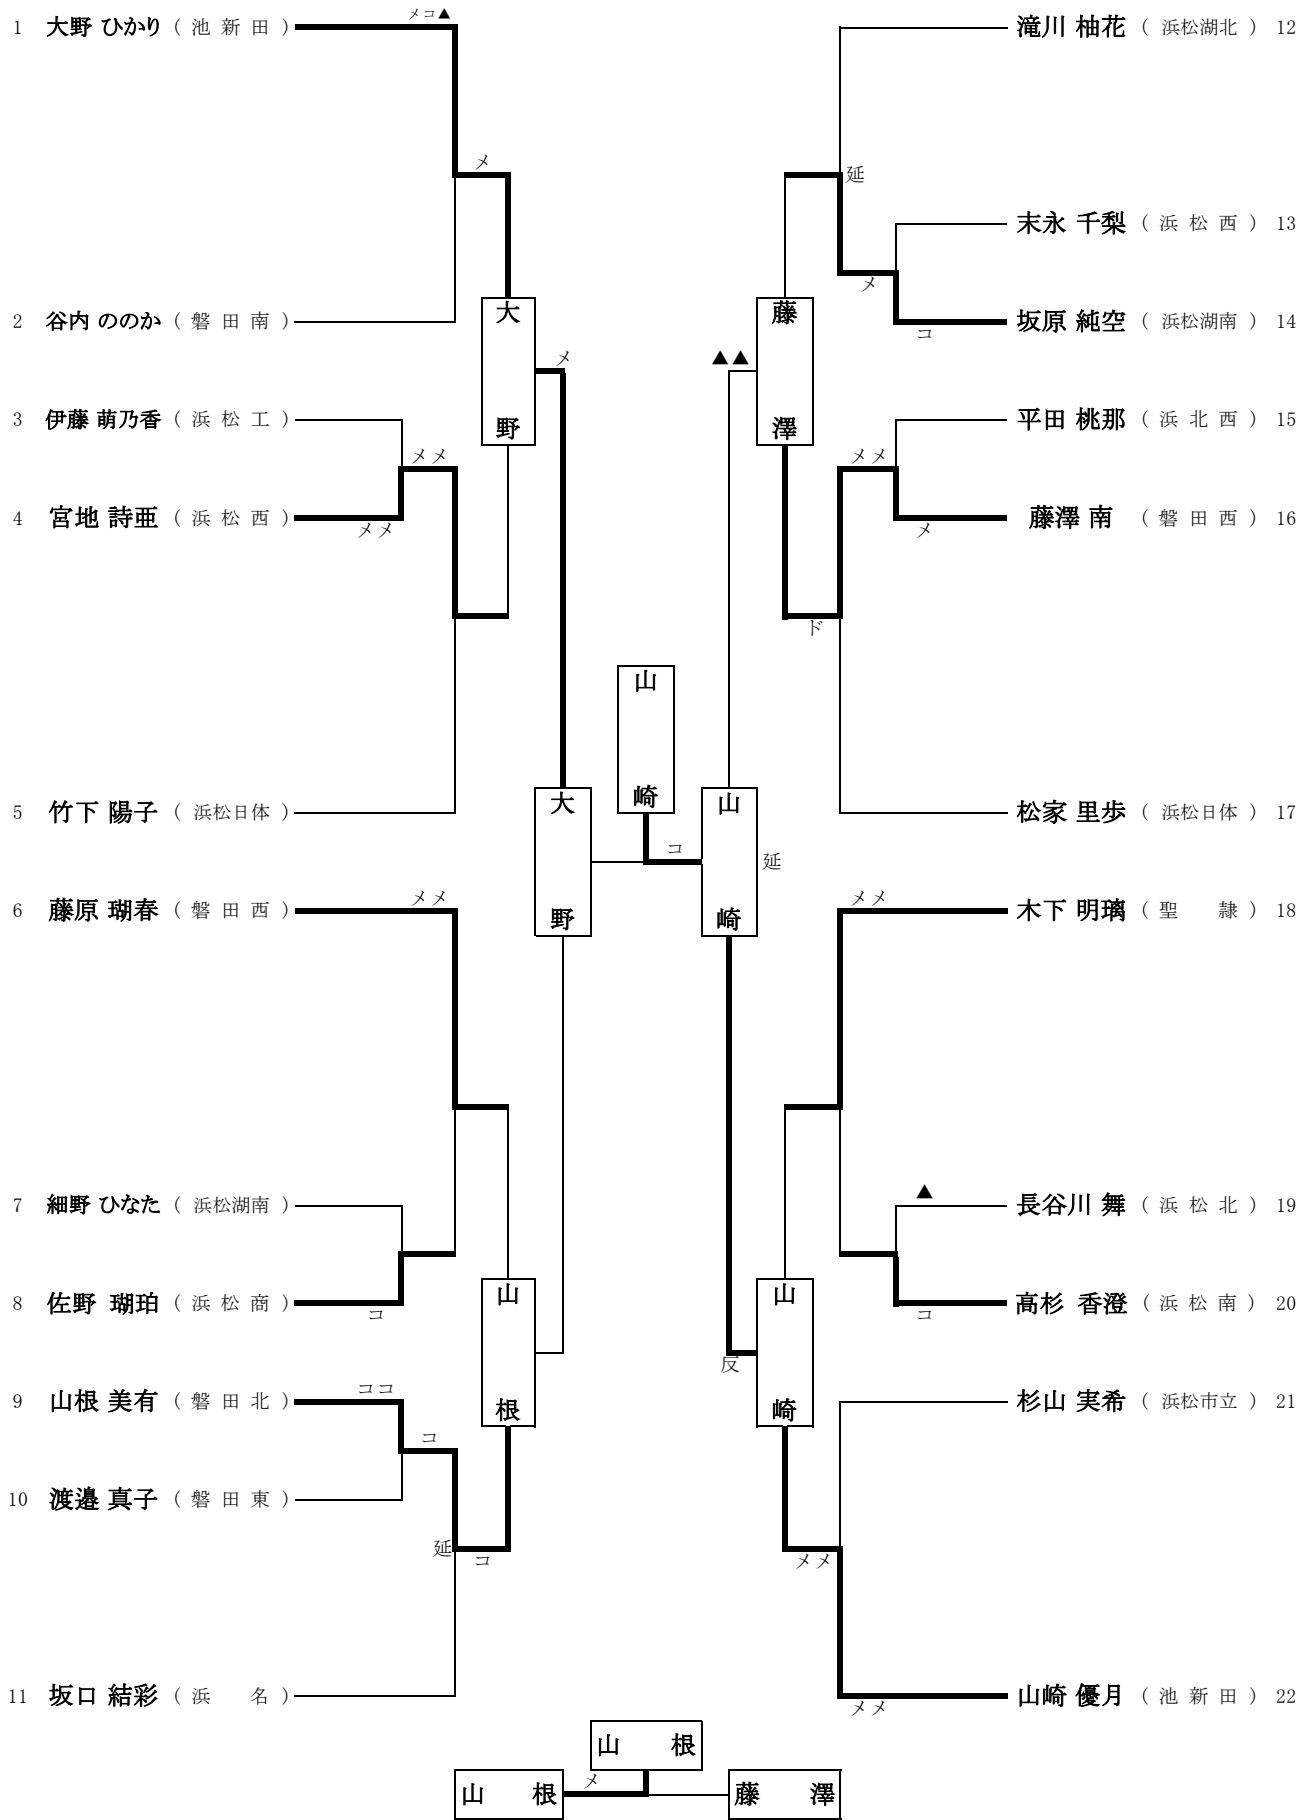 1 大野 ひかり ( 池 新 田 )
メコ▲
メ
2 谷内 ののか ( 磐 田 南 )
大野
メ
3 伊藤 萌乃香 ( 浜 松 工 )
メメ
4 宮地 詩亜 ( 浜 松 西 )
メメ
5 竹下 陽子 ( 浜松日体 )
大野
6 藤原 瑚春 ( 磐 田 西 )
メメ
7 細野 ひなた ( 浜松湖南 )
8 佐野 瑚珀 ( 浜 松 商 )
コ
山根
9 山根 美有 ( 磐 田 北 )
ココ
コ
10 渡邉 真子 ( 磐 田 東 )
延
コ
11 坂口 結彩 ( 浜 名 )
山崎
コ
滝川 柚花 ( 浜松湖北 ) 12
延
末永 千梨 ( 浜 松 西 ) 13
メ
坂原 純空 ( 浜松湖南 ) 14
コ
藤澤
▲▲
平田 桃那 ( 浜 北 西 ) 15
メメ
藤澤 南 ( 磐 田 西 ) 16
メ
ド
松家 里歩 ( 浜松日体 ) 17
山崎
延
木下 明璃 ( 聖 隷 ) 18
メメ
長谷川 舞 ( 浜 松 北 ) 19
▲
高杉 香澄 ( 浜 松 南 ) 20
コ
山崎
反
杉山 実希 ( 浜松市立 ) 21
メメ
山崎 優月 ( 池 新 田 ) 22
メメ
山 根
山 根
メ
藤 澤